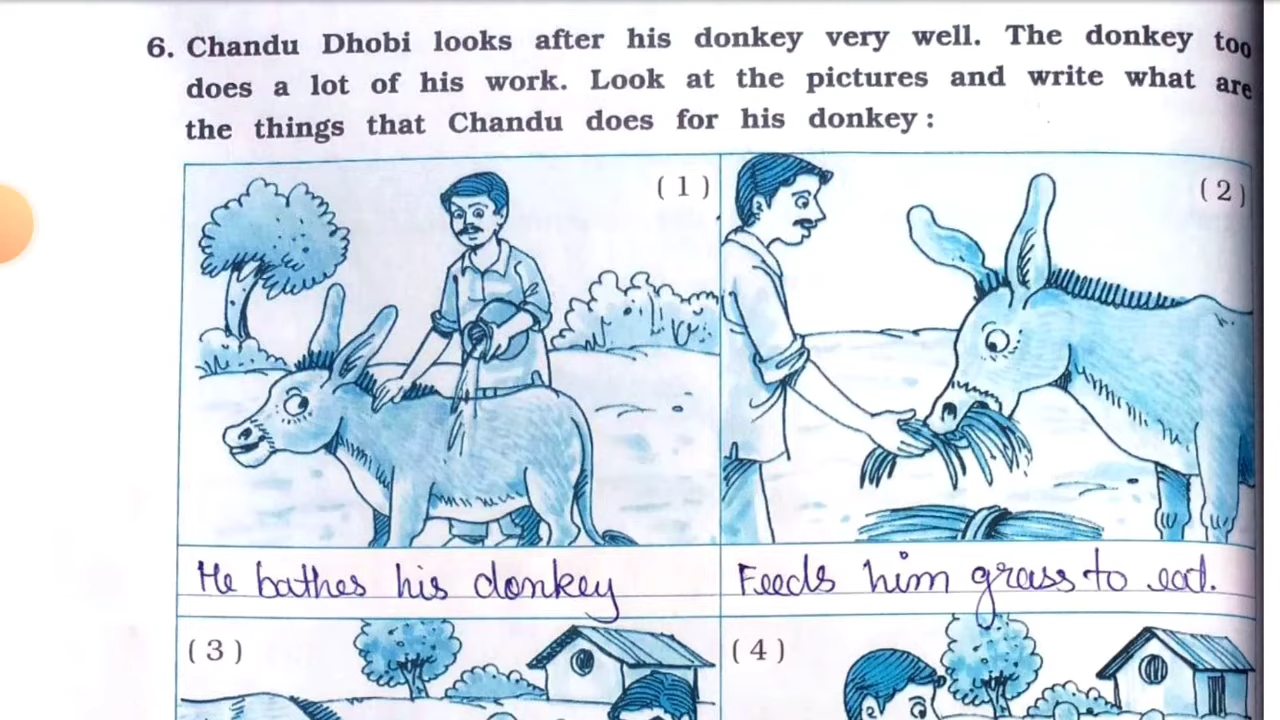 6. Chandu Dhobi looks after his donkey very well. The donkey too
does a lot of his work. Look at the pictures and write what are
the things that Chandu does for his donkey :
( 1 )
( 2 )
He bathes his donkey
Feeds him grass to eat.
( 3 )
( 4 )